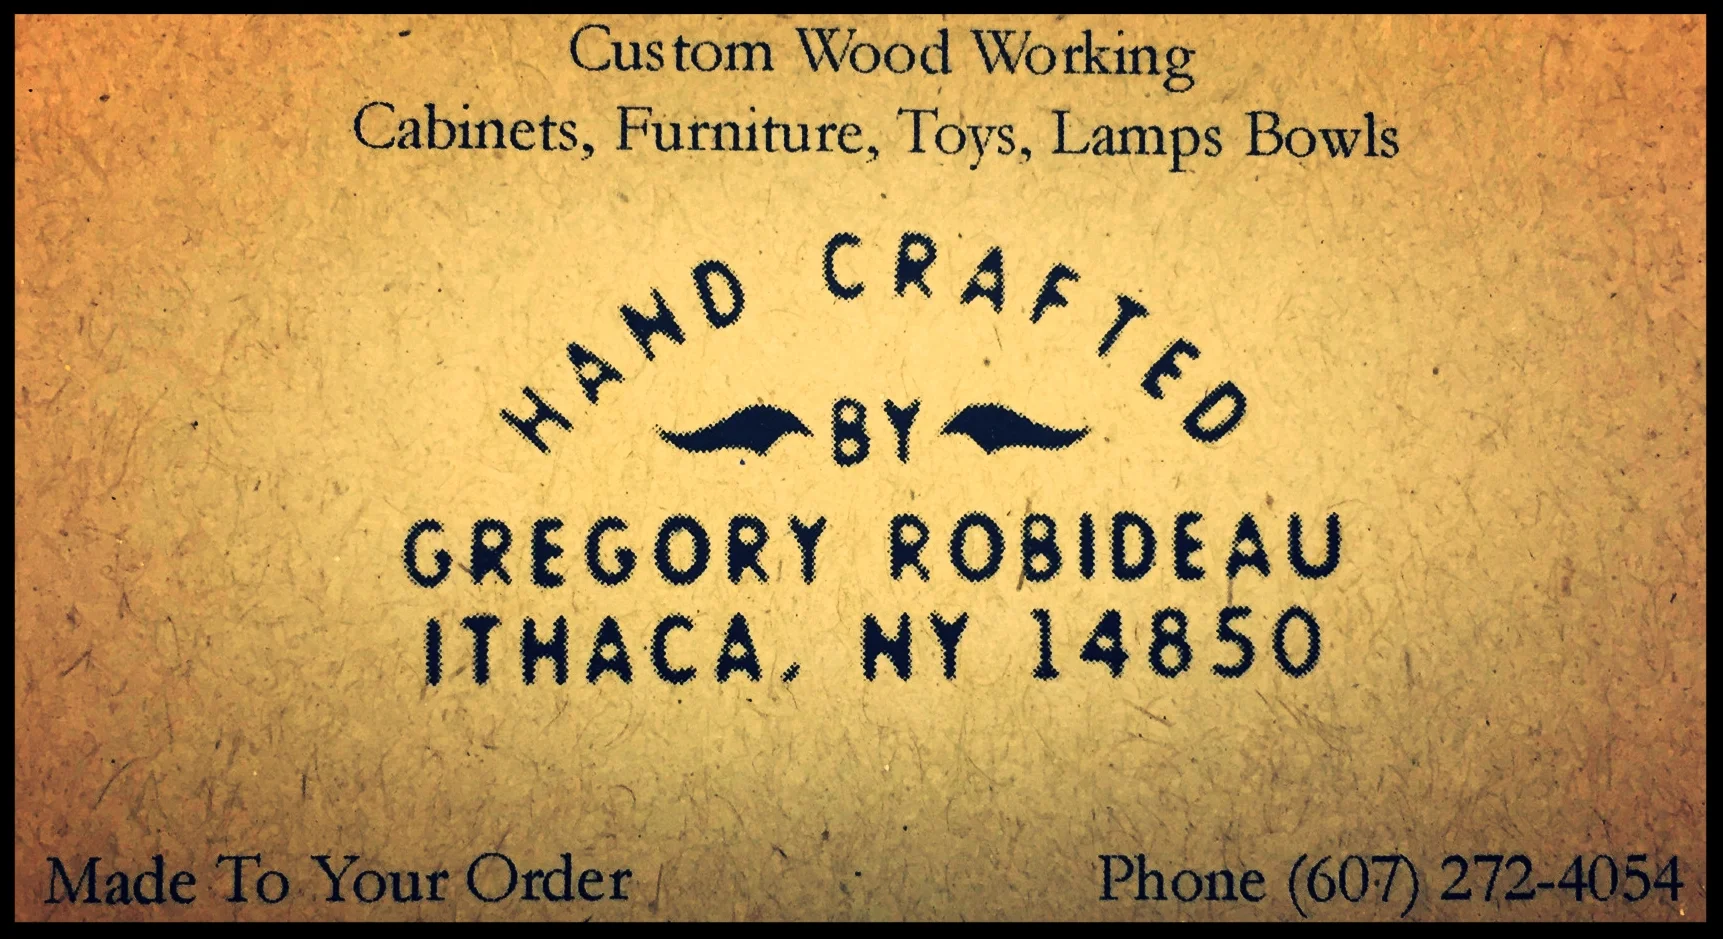 Custom Wood Working
Cabinets, Furniture, Toys, Lamps Bowls
HAND CRAFTED
BY
GREGORY ROBIDEAU
ITHACA, NY 14850
Made To Your Order
Phone (607) 272-4054